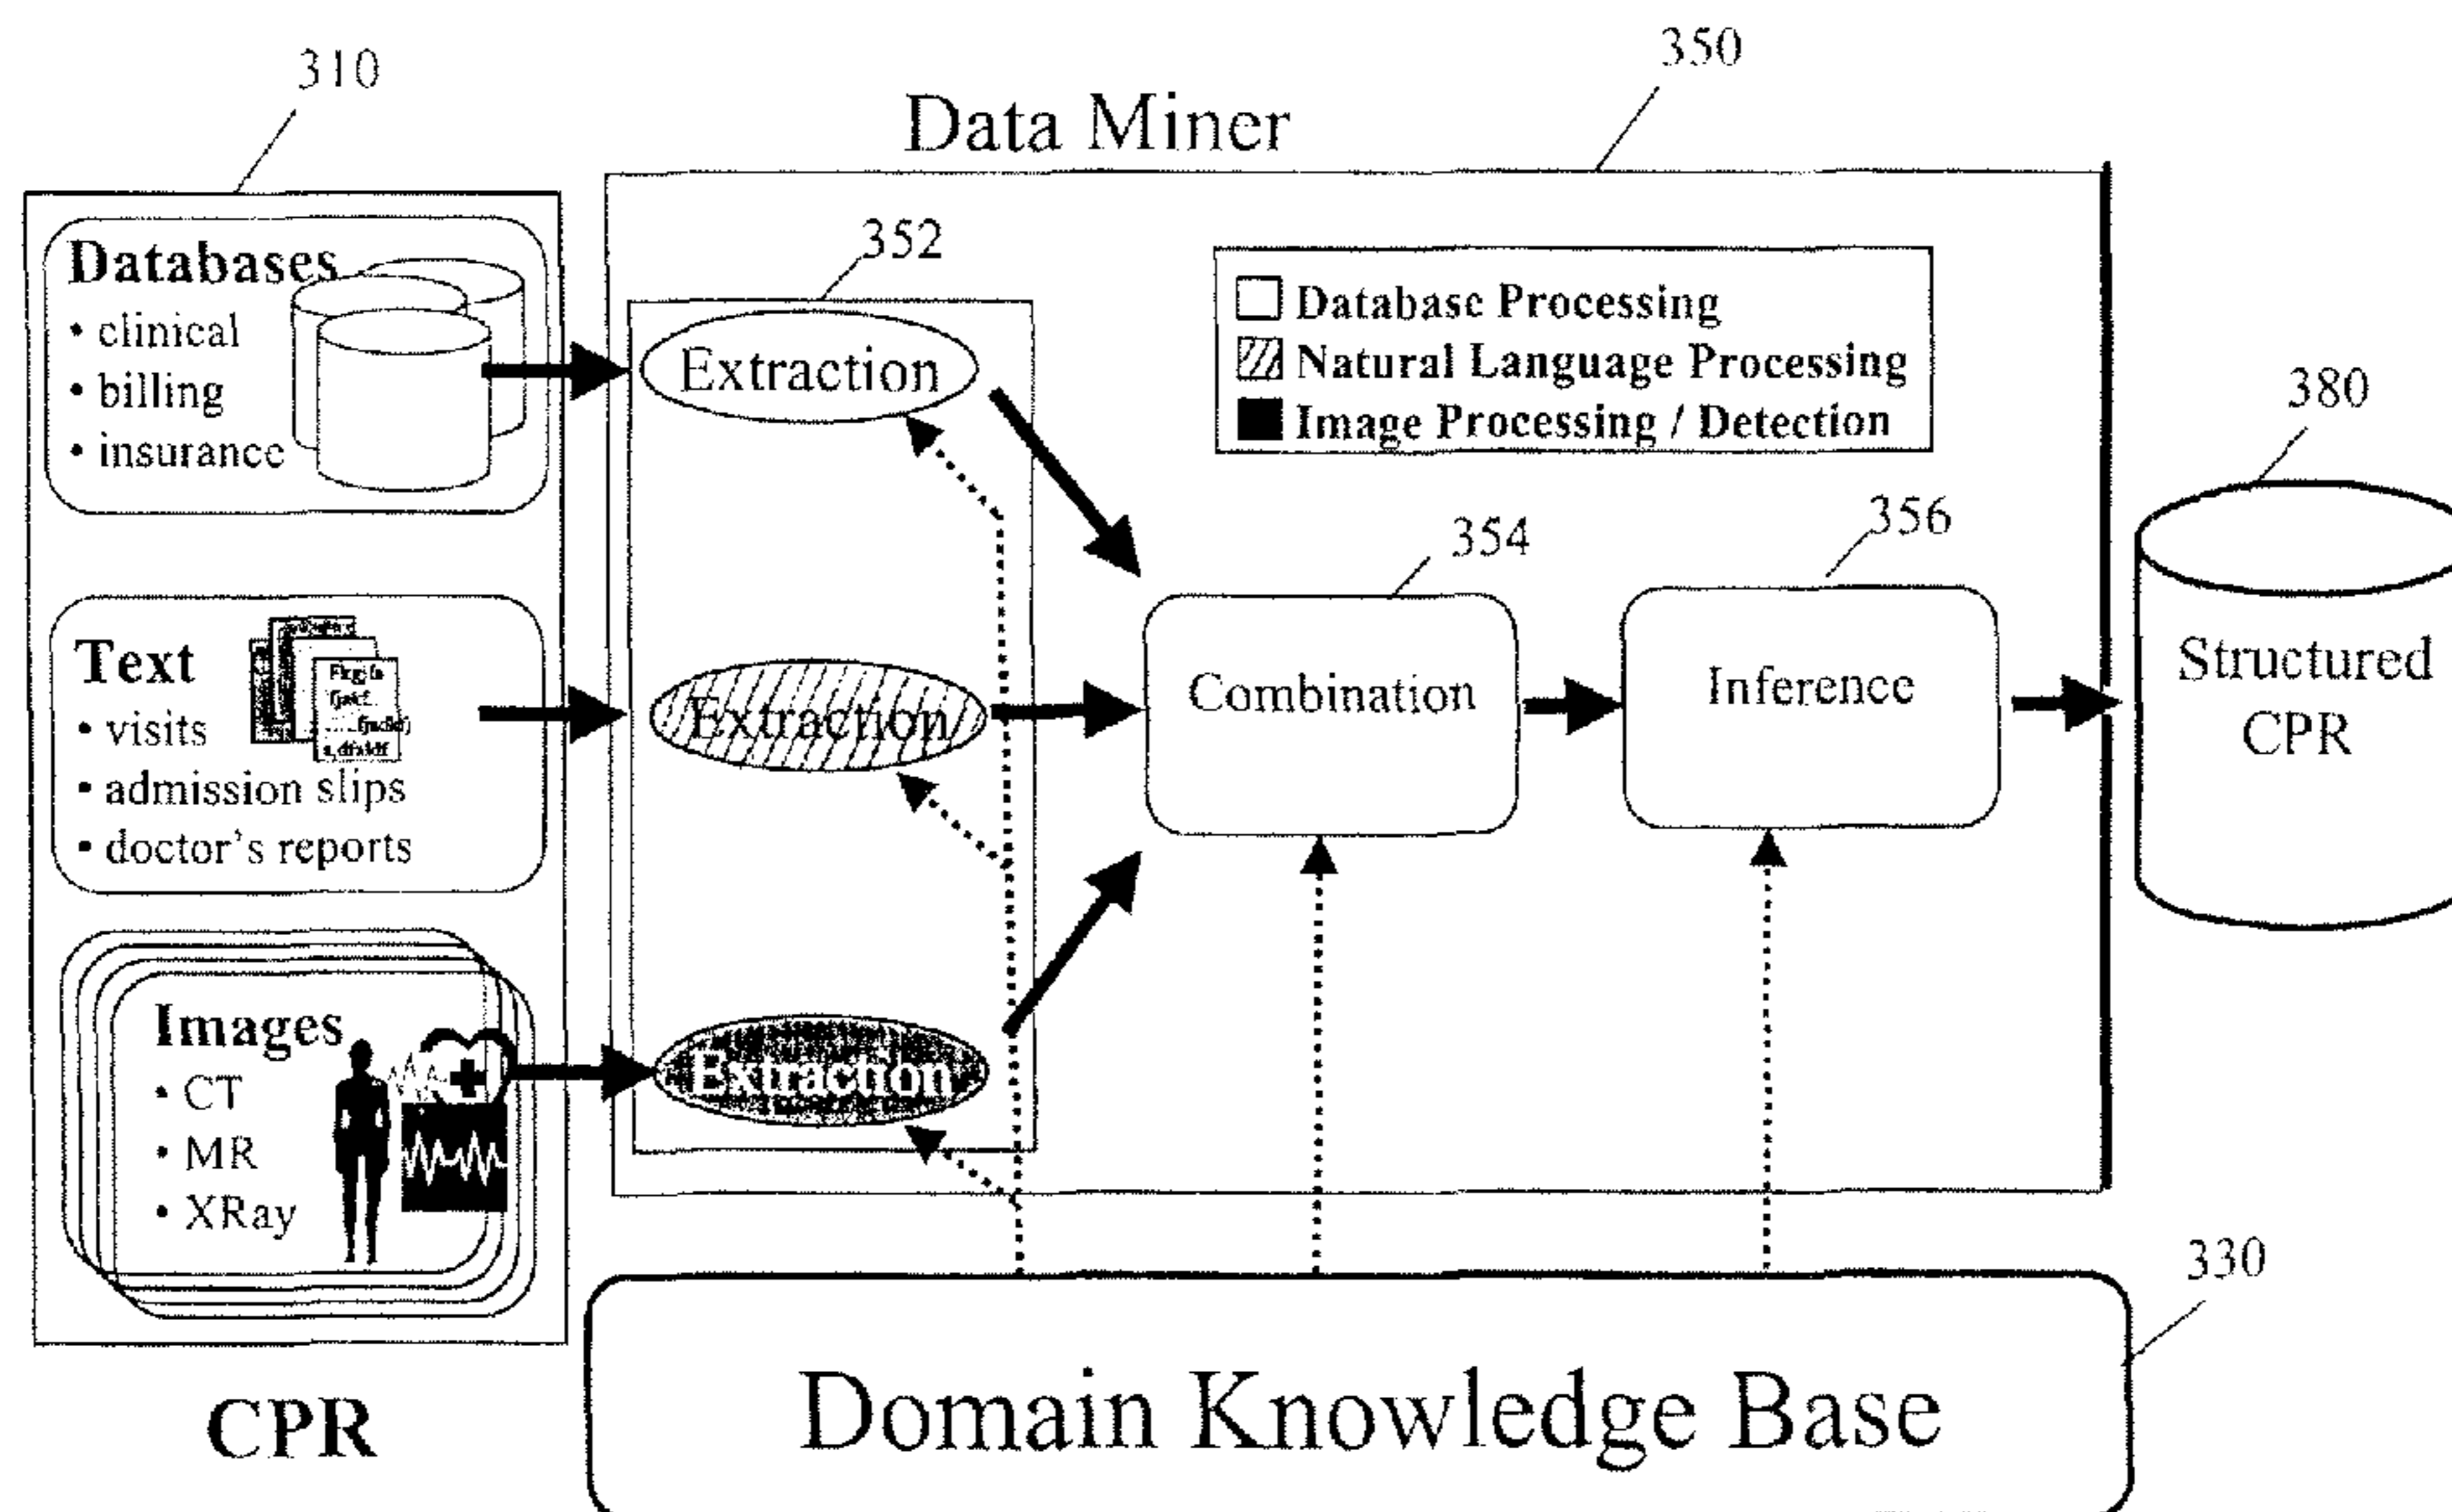 310
350
Data Miner
352
Databases
• clinical
• billing
• insurance
Extraction
Database Processing
Natural Language Processing
Image Processing / Detection
380
354
356
Text
• visits
• admission slips
• doctor's reports
Extraction
Combination
Inference
Structured
CPR
Images
• CT
• MR
• XRay
Extraction
330
CPR
Domain Knowledge Base